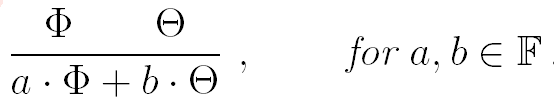 Φ Θ
a · Φ + b · Θ , for a, b ∈ 𝔽.